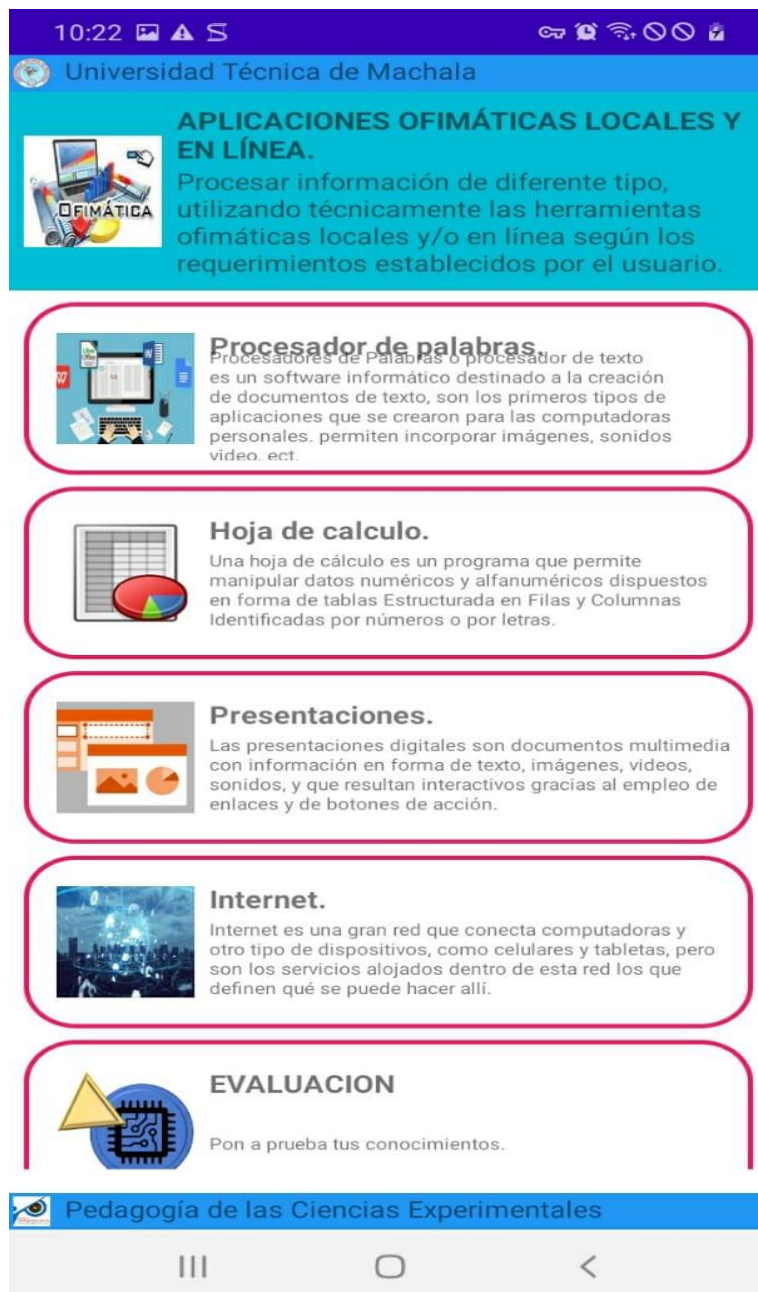 10:22
Universidad Técnica de Machala
APLICACIONES OFIMÁTICAS LOCALES Y
EN LÍNEA.
OFIMÁTICA
Procesar información de diferente tipo,
utilizando técnicamente las herramientas
ofimáticas locales y/o en línea según los
requerimientos establecidos por el usuario.
Procesador de palabras.
Procesadores de Palabras o procesador de texto
es un software informático destinado a la creación
de documentos de texto, son los primeros tipos de
aplicaciones que se crearon para las computadoras
personales. permiten incorporar imágenes, sonidos
video. ect.
Hoja de calculo.
Una hoja de cálculo es un programa que permite
manipular datos numéricos y alfanuméricos dispuestos
en forma de tablas Estructurada en Filas y Columnas
Identificadas por números o por letras.
Presentaciones.
Las presentaciones digitales son documentos multimedia
con información en forma de texto, imágenes, videos,
sonidos, y que resultan interactivos gracias al empleo de
enlaces y de botones de acción.
Internet.
Internet es una gran red que conecta computadoras y
otro tipo de dispositivos, como celulares y tabletas, pero
son los servicios alojados dentro de esta red los que
definen qué se puede hacer allí.
EVALUACION
Pon a prueba tus conocimientos.
Pedagogía de las Ciencias Experimentales